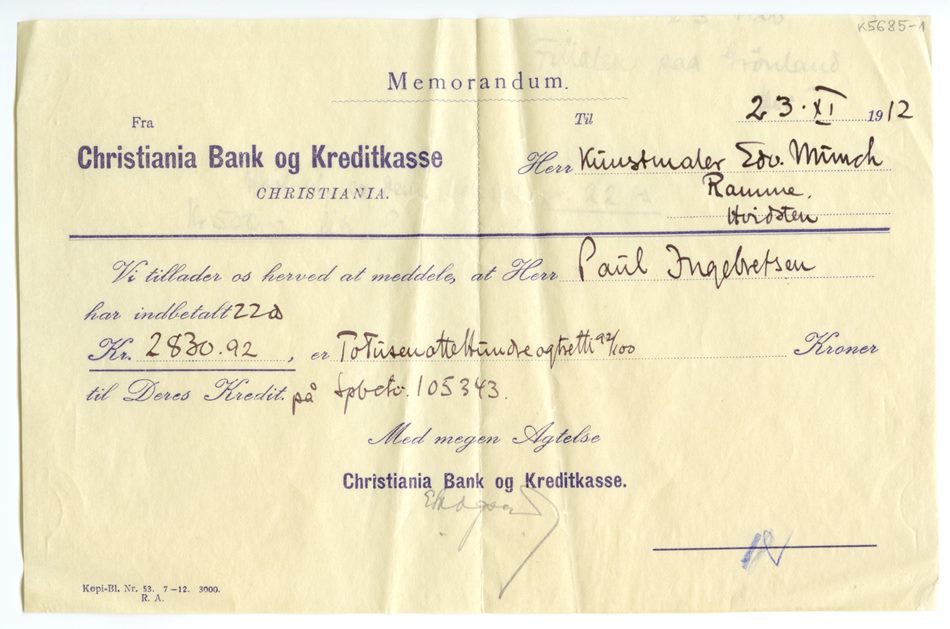 K5685-1
Memorandum.
23. XI 1912
Fra
Til
Christiania Bank og Kreditkasse
CHRISTIANIA.
Herr Kunstmaler Edv. Munch
Ramme,
Hvidsten
Vi tillader os herved at meddele, at Herr Paul Ingebretsen
har indbetalt 22a
Kr. 2830.92, er Totusenottehundreogtretti 92/100 Kroner
til Deres Kredit. på Spbcto. 105343.
Med megen Agtelse
Christiania Bank og Kreditkasse.
Kopi-Bl. Nr. 53. 7-12. 3000.
R. A.